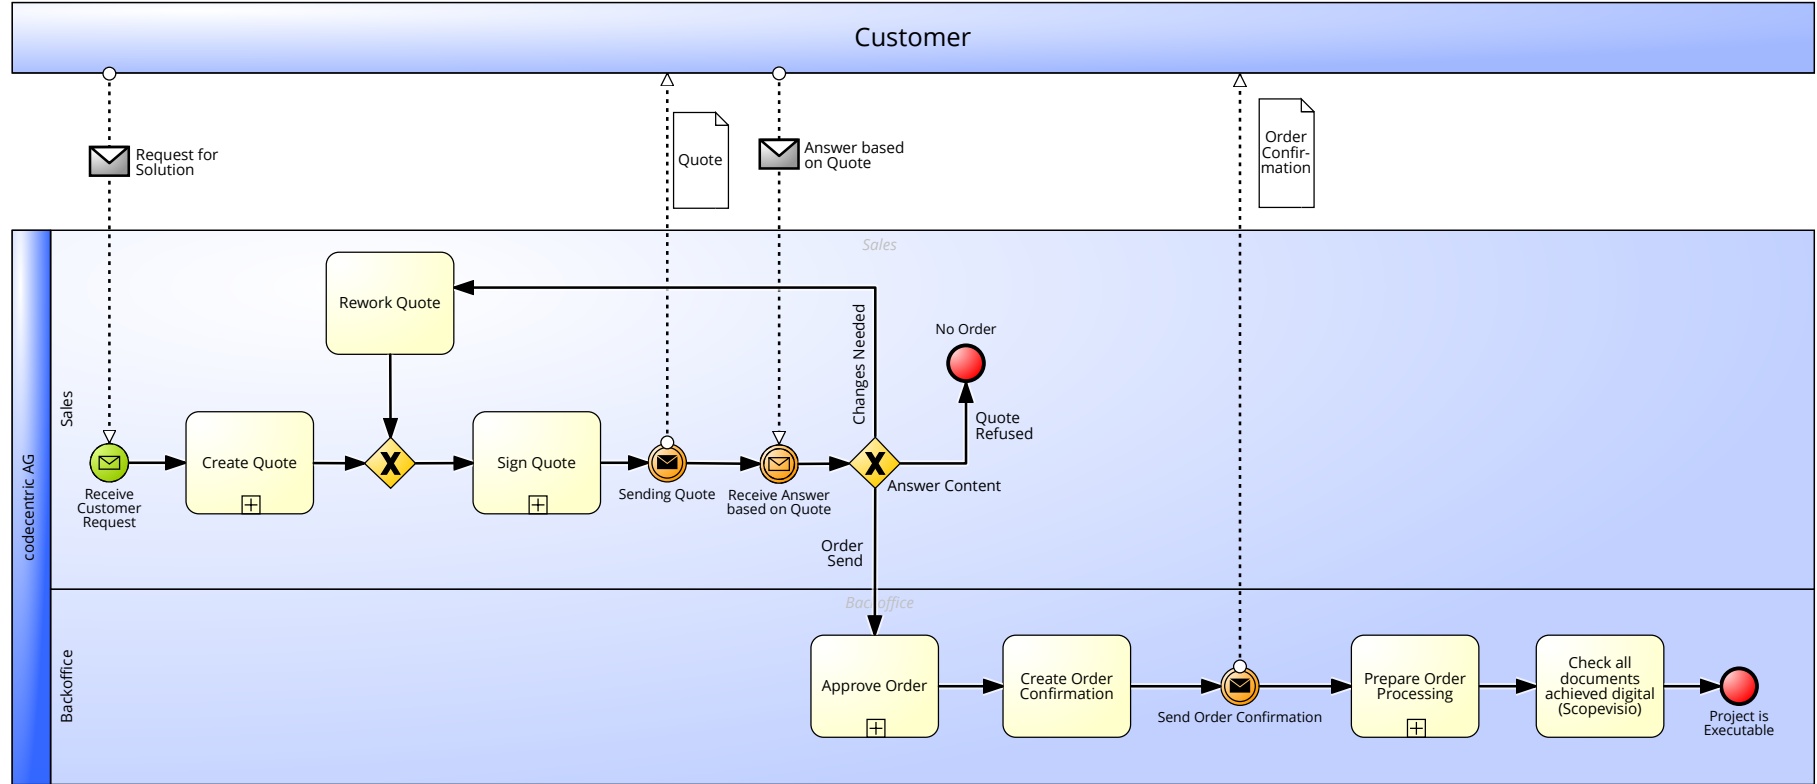 Customer
Request for
Solution
Quote
Answer based
on Quote
Order
Confir-
mation
codecentric AG
Sales
Sales
Rework Quote
Changes Needed
No Order
Quote
Refused
Create Quote
Sign Quote
Receive
Customer
Request
Sending Quote
Receive Answer
based on Quote
Answer Content
Order
Send
Backoffice
Backoffice
Approve Order
Create Order
Confirmation
Send Order Confirmation
Prepare Order
Processing
Check all
documents
achieved digital
(Scopevisio)
Project is
Executable